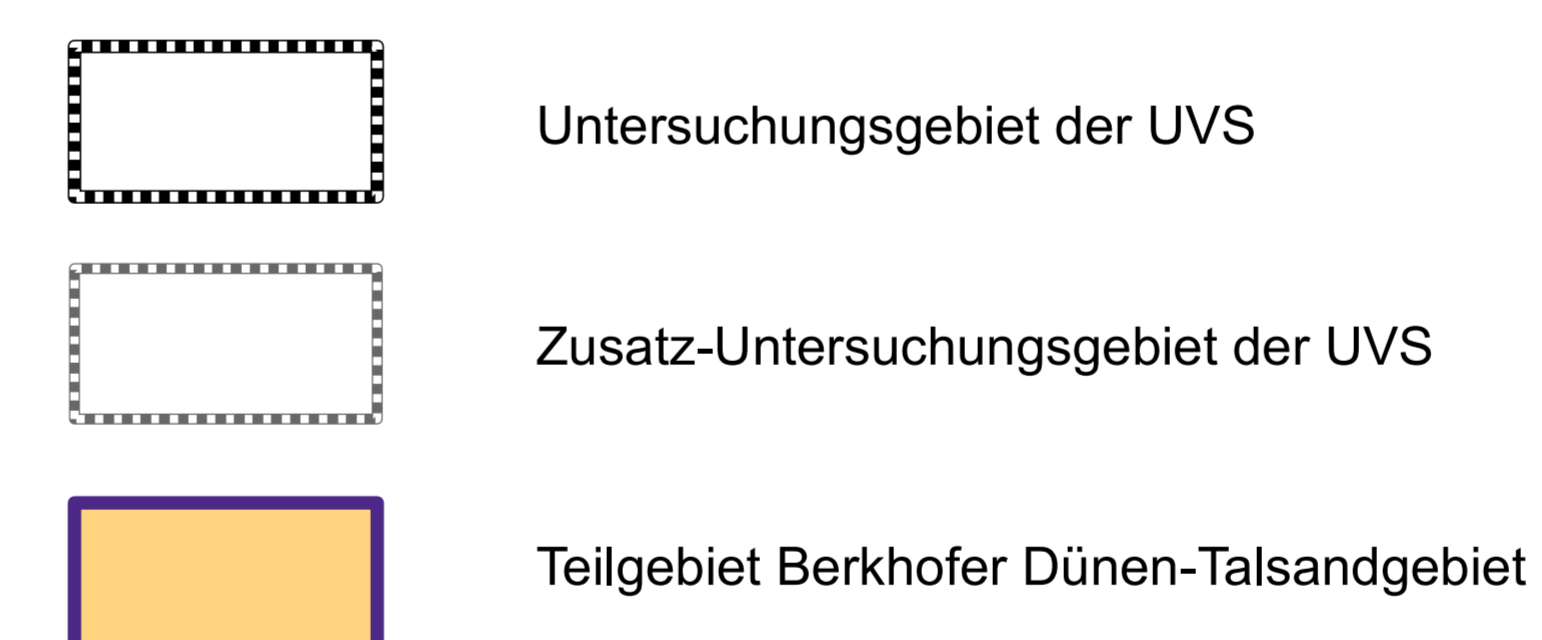 Untersuchungsgebiet der UVS
Zusatz-Untersuchungsgebiet der UVS
Teilgebiet Berkhofer Dünen-Talsandgebiet